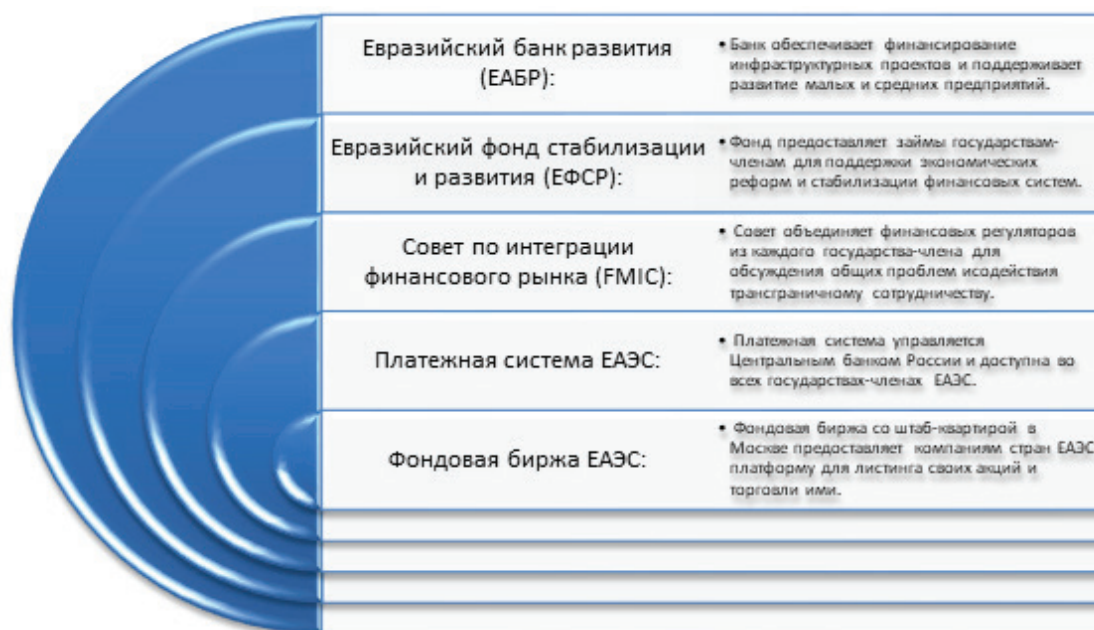 Евразийский банк развития
(ЕАБР):
• Банк обеспечивает финансирование
инфраструктурных проектов и поддерживает
развитие малых и средних предприятий.
Евразийский фонд стабилизации
и развития (ЕФСР):
• Фонд предоставляет займы государствам-
членам для поддержки экономических
реформ и стабилизации финансовых систем.
Совет по интеграции
финансового рынка (FMIC):
• Совет объединяет финансовых регуляторов
из каждого государства-члена для
обсуждения общих проблем исодействия
трансграничному сотрудничеству.
Платежная система ЕАЭС:
• Платежная система управляется
Центральным банком России и доступна во
всех государствах-членах ЕАЭС.
Фондовая биржа ЕАЭС:
• Фондовая биржа со штаб-квартирой в
Москве предоставляет компаниям стран ЕАЭС
платформу для листинга своих акций и
торговли ими.